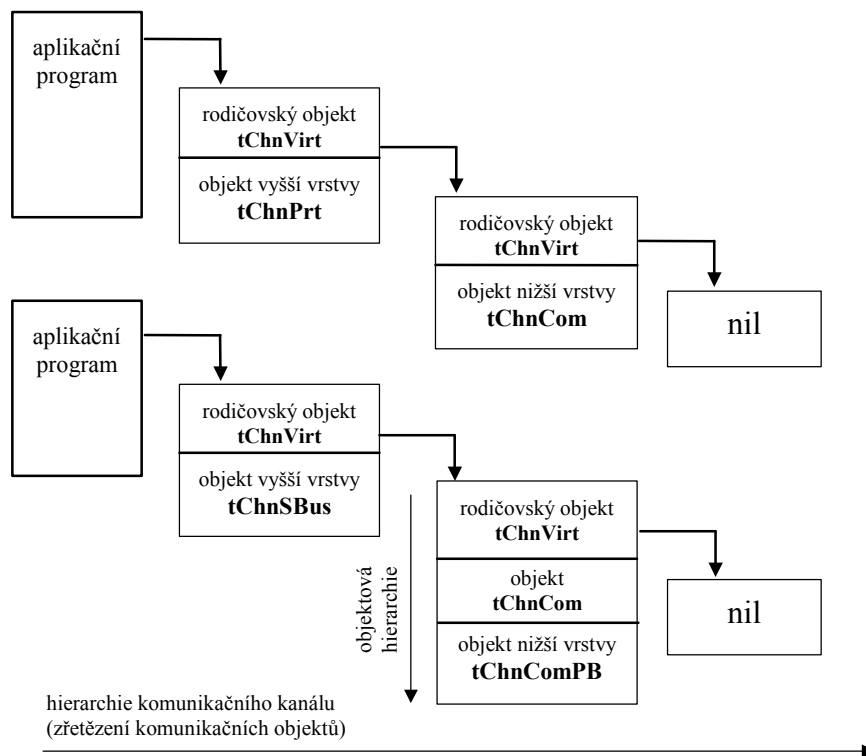 aplikační
program
rodičovský objekt
tChnVirt
objekt vyšší vrstvy
tChnPrt
rodičovský objekt
tChnVirt
objekt nižší vrstvy
tChnCom
nil
aplikační
program
rodičovský objekt
tChnVirt
objekt vyšší vrstvy
tChnSBus
objektová
hierarchie
rodičovský objekt
tChnVirt
objekt
tChnCom
objekt nižší vrstvy
tChnComPB
nil
hierarchie komunikačního kanálu
(zřetězení komunikačních objektů)